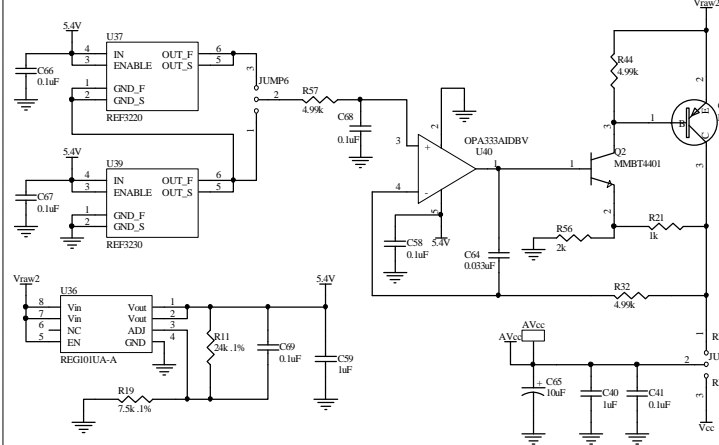 Vraw2
5.4V
U37
C66
0.1uF
4
3
IN
ENABLE
OUT_F
OUT_S
6
5
1
2
GND_F
GND_S
REF3220
3
JUMP6
2
1
R57
4.99k
C68
0.1uF
5.4V
U39
C67
0.1uF
4
3
IN
ENABLE
OUT_F
OUT_S
6
5
1
2
GND_F
GND_S
REF3230
2
OPA333AIDBV
U40
3
+
4
-
1
5
5.4V
C58
0.1uF
C64
0.033uF
R44
4.99k
3
1
Q2
MMBT4401
2
1
B
E
C
3
R56
2k
R21
1k
R32
4.99k
Vraw2
5.4V
U36
8
7
6
5
Vin
Vin
NC
EN
Vout
Vout
ADJ
GND
1
2
3
4
REG101UA-A
R11
24k .1%
C69
0.1uF
C59
1uF
R19
7.5k .1%
AVcc
AVcc
C65
+
10uF
C40
1uF
C41
0.1uF
1
2
3
Vcc